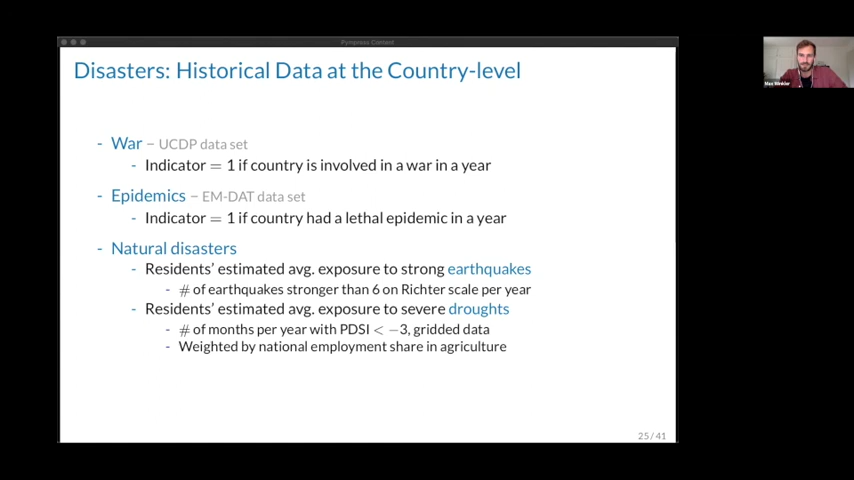 Pympress Content
Disasters: Historical Data at the Country-level
- War – UCDP data set
- Indicator = 1 if country is involved in a war in a year
- Epidemics – EM-DAT data set
- Indicator = 1 if country had a lethal epidemic in a year
- Natural disasters
- Residents' estimated avg. exposure to strong earthquakes
- # of earthquakes stronger than 6 on Richter scale per year
- Residents' estimated avg. exposure to severe droughts
- # of months per year with PDSI < −3, gridded data
- Weighted by national employment share in agriculture
25 / 41
Max Winkler